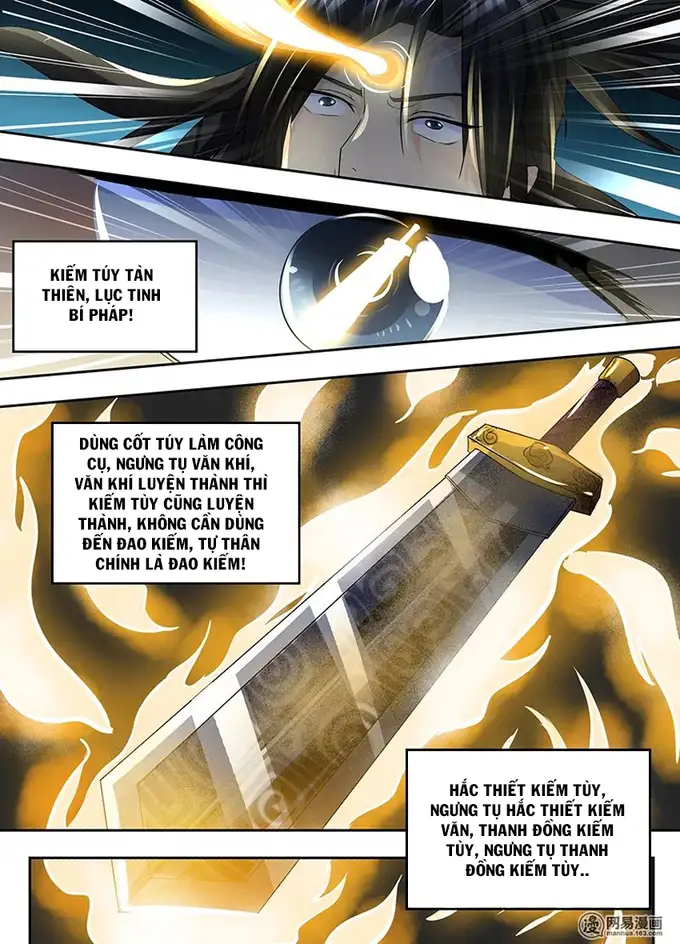 KIẾM TÚY TÀN
THIÊN, LỤC TINH
BÍ PHÁP!
DÙNG CỐT TÚY LÀM CÔNG
CỤ, NGƯNG TỤ VĂN KHÍ,
VĂN KHÍ LUYỆN THÀNH THÌ
KIẾM TÙY CŨNG LUYỆN
THÀNH, KHÔNG CẦN DÙNG
ĐẾN ĐAO KIẾM, TỰ THÂN
CHÍNH LÀ ĐAO KIẾM!
HẮC THIẾT KIẾM TÙY,
NGƯNG TỤ HẮC THIẾT KIẾM
VĂN, THANH ĐỒNG KIẾM
TÙY, NGƯNG TỤ THANH
ĐỒNG KIẾM TÙY..
网易漫画
manhua.163.com